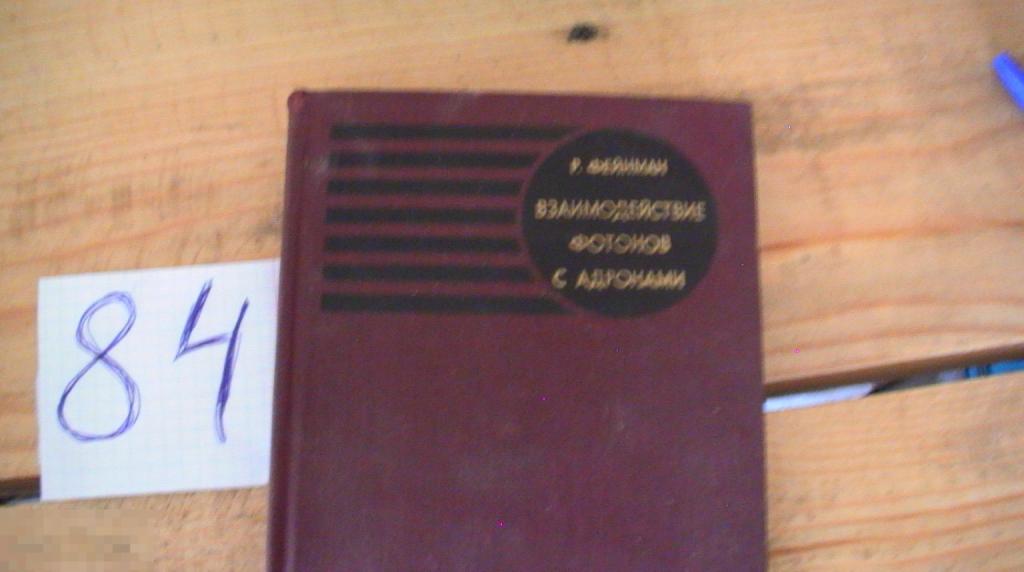 Р. ФЕЙНМАН
ВЗАИМОДЕЙСТВИЕ
ФОТОНОВ
С АДРОНАМИ
84